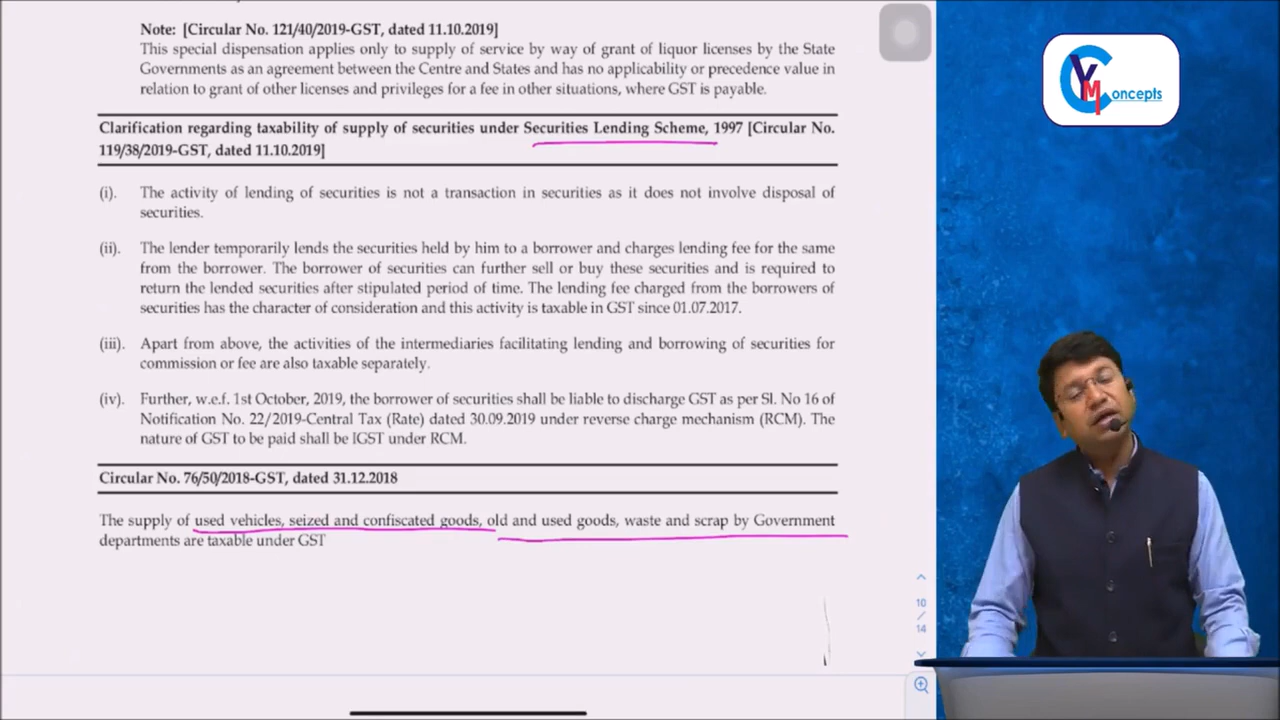 Note: [Circular No. 121/40/2019-GST, dated 11.10.2019]
This special dispensation applies only to supply of service by way of grant of liquor licenses by the State
Governments as an agreement between the Centre and States and has no applicability or precedence value in
relation to grant of other licenses and privileges for a fee in other situations, where GST is payable.
Clarification regarding taxability of supply of securities under Securities Lending Scheme, 1997 [Circular No.
119/38/2019-GST, dated 11.10.2019]
(i). The activity of lending of securities is not a transaction in securities as it does not involve disposal of
securities.
(ii). The lender temporarily lends the securities held by him to a borrower and charges lending fee for the same
from the borrower. The borrower of securities can further sell or buy these securities and is required to
return the lended securities after stipulated period of time. The lending fee charged from the borrowers of
securities has the character of consideration and this activity is taxable in GST since 01.07.2017.
(iii). Apart from above, the activities of the intermediaries facilitating lending and borrowing of securities for
commission or fee are also taxable separately.
(iv). Further, w.e.f. 1st October, 2019, the borrower of securities shall be liable to discharge GST as per Sl. No 16 of
Notification No. 22/2019-Central Tax (Rate) dated 30.09.2019 under reverse charge mechanism (RCM). The
nature of GST to be paid shall be IGST under RCM.
Circular No. 76/50/2018-GST, dated 31.12.2018
The supply of used vehicles, seized and confiscated goods, old and used goods, waste and scrap by Government
departments are taxable under GST
10
/
14
CYM
oncepts